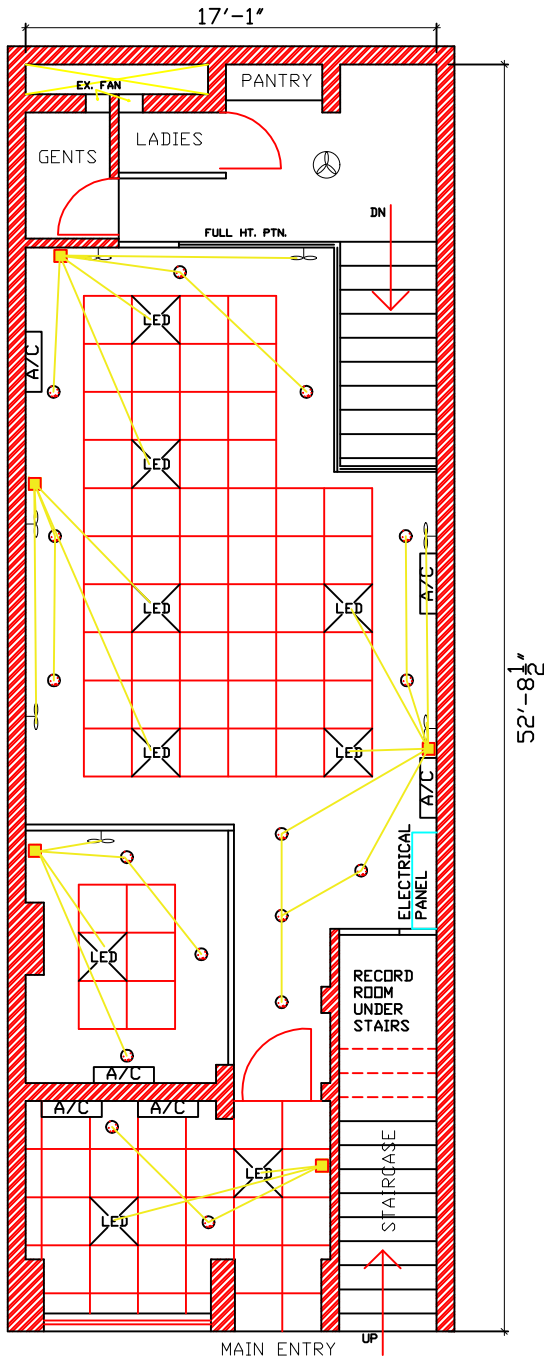 17'-1"
EX. FAN
PANTRY
LADIES
GENTS
DN
FULL HT. PTN.
LED
A/C
LED
52'-8½"
A/C
LED
LED
LED
LED
A/C
ELECTRICAL
PANEL
LED
RECORD
ROOM
UNDER
STAIRS
A/C
A/C
A/C
STAIRCASE
LED
LED
UP
MAIN ENTRY